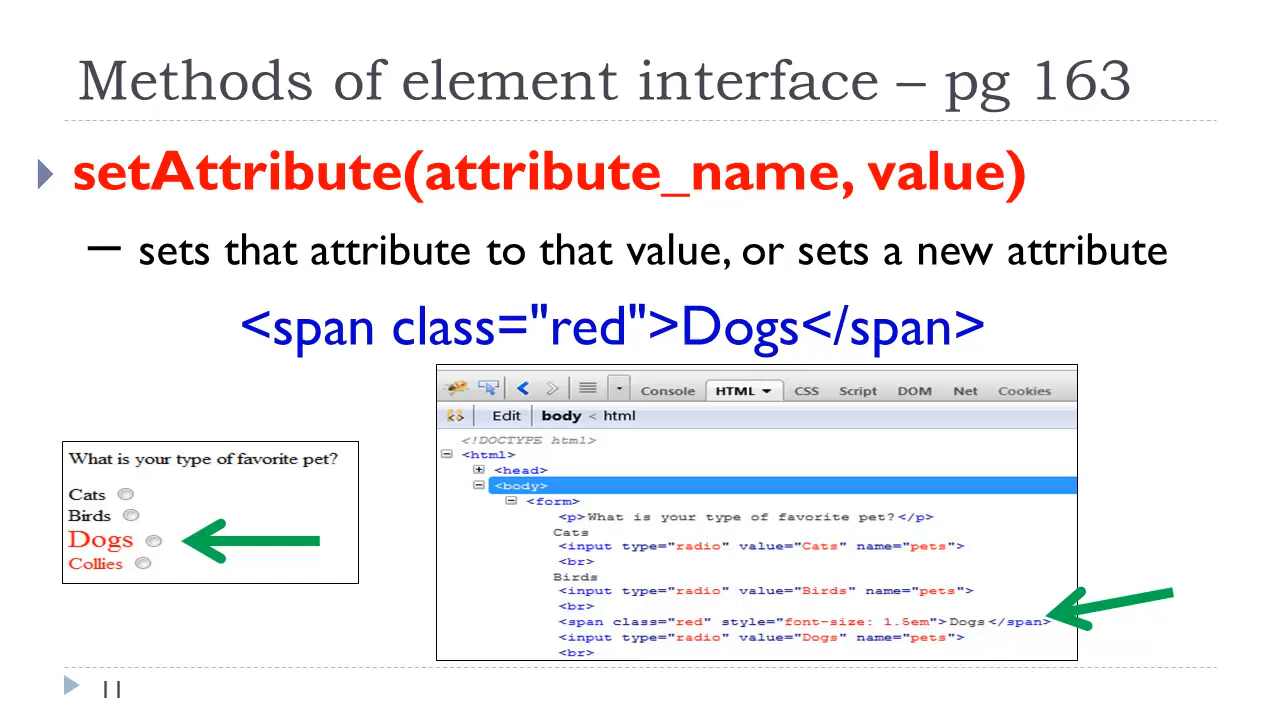 Methods of element interface – pg 163
setAttribute(attribute_name, value)
– sets that attribute to that value, or sets a new attribute
<span class="red">Dogs</span>
What is your type of favorite pet?
Cats
Birds
Dogs
Collies
Console HTML CSS Script DOM Net Cookies
Edit body < html
<!DOCTYPE html>
<html>
<head>
<body>
<form>
<p>What is your type of favorite pet?</p>
Cats
<input type="radio" value="Cats" name="pets">
<br>
Birds
<input type="radio" value="Birds" name="pets">
<br>
<span class="red" style="font-size: 1.5em">Dogs</span>
<input type="radio" value="Dogs" name="pets">
<br>
11